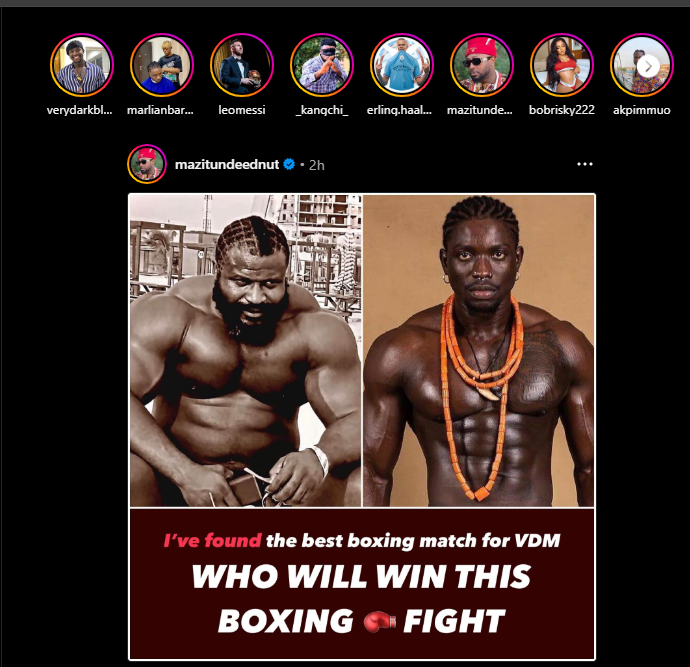 verydarkbl... marlianbar... leomessi _kanqchi_ erling.haal... mazitunde... bobrisky222 akpimmuo
mazitundeednut • 2h
I've found the best boxing match for VDM
WHO WILL WIN THIS
BOXING 🥊 FIGHT